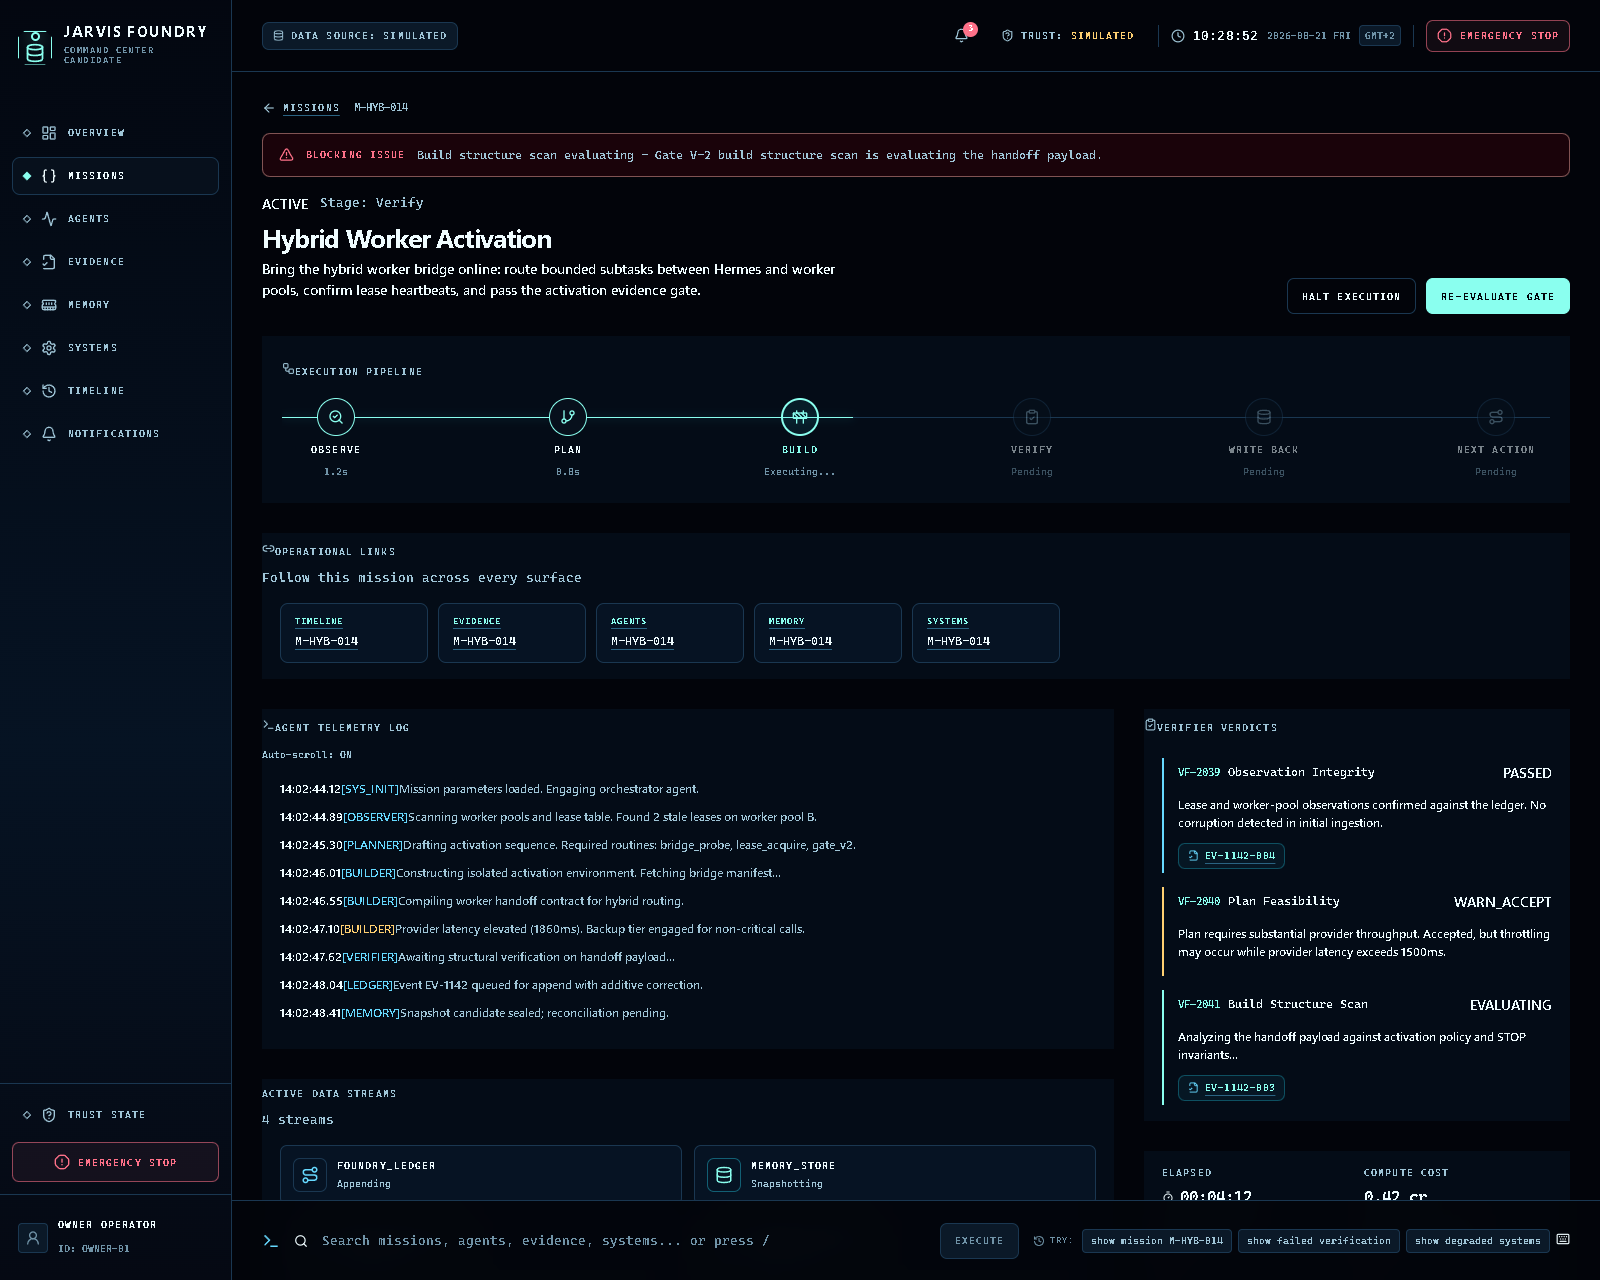 JARVIS FOUNDRY
COMMAND CENTER
CANDIDATE
OVERVIEW
MISSIONS
AGENTS
EVIDENCE
MEMORY
SYSTEMS
TIMELINE
NOTIFICATIONS
TRUST STATE
EMERGENCY STOP
OWNER OPERATOR
ID: OWNER-01
DATA SOURCE: SIMULATED
3
TRUST: SIMULATED
10:28:52 2026-08-21 FRI GMT+2
EMERGENCY STOP
MISSIONS M-HYB-014
BLOCKING ISSUE Build structure scan evaluating — Gate V-2 build structure scan is evaluating the handoff payload.
ACTIVE Stage: Verify
Hybrid Worker Activation
Bring the hybrid worker bridge online: route bounded subtasks between Hermes and worker
pools, confirm lease heartbeats, and pass the activation evidence gate.
HALT EXECUTION
RE-EVALUATE GATE
EXECUTION PIPELINE
OBSERVE PLAN BUILD VERIFY WRITE BACK NEXT ACTION
1.2s 0.8s Executing... Pending Pending Pending
OPERATIONAL LINKS
Follow this mission across every surface
TIMELINE EVIDENCE AGENTS MEMORY SYSTEMS
M-HYB-014 M-HYB-014 M-HYB-014 M-HYB-014 M-HYB-014
AGENT TELEMETRY LOG
Auto-scroll: ON
14:02:44.12[SYS_INIT]Mission parameters loaded. Engaging orchestrator agent.
14:02:44.89[OBSERVER]Scanning worker pools and lease table. Found 2 stale leases on worker pool B.
14:02:45.30[PLANNER]Drafting activation sequence. Required routines: bridge_probe, lease_acquire, gate_v2.
14:02:46.01[BUILDER]Constructing isolated activation environment. Fetching bridge manifest...
14:02:46.55[BUILDER]Compiling worker handoff contract for hybrid routing.
14:02:47.10[BUILDER]Provider latency elevated (1860ms). Backup tier engaged for non-critical calls.
14:02:47.62[VERIFIER]Awaiting structural verification on handoff payload...
14:02:48.04[LEDGER]Event EV-1142 queued for append with additive correction.
14:02:48.41[MEMORY]Snapshot candidate sealed; reconciliation pending.
ACTIVE DATA STREAMS
4 streams
FOUNDRY_LEDGER
Appending
MEMORY_STORE
Snapshotting
VERIFIER VERDICTS
VF-2039 Observation Integrity PASSED
Lease and worker-pool observations confirmed against the ledger. No
corruption detected in initial ingestion.
EV-1142-004
VF-2040 Plan Feasibility WARN_ACCEPT
Plan requires substantial provider throughput. Accepted, but throttling
may occur while provider latency exceeds 1500ms.
VF-2041 Build Structure Scan EVALUATING
Analyzing the handoff payload against activation policy and STOP
invariants...
EV-1142-003
ELAPSED COMPUTE COST
00:04:12 0.42 cr
Search missions, agents, evidence, systems... or press /
EXECUTE
TRY: show mission M-HYB-014 show failed verification show degraded systems